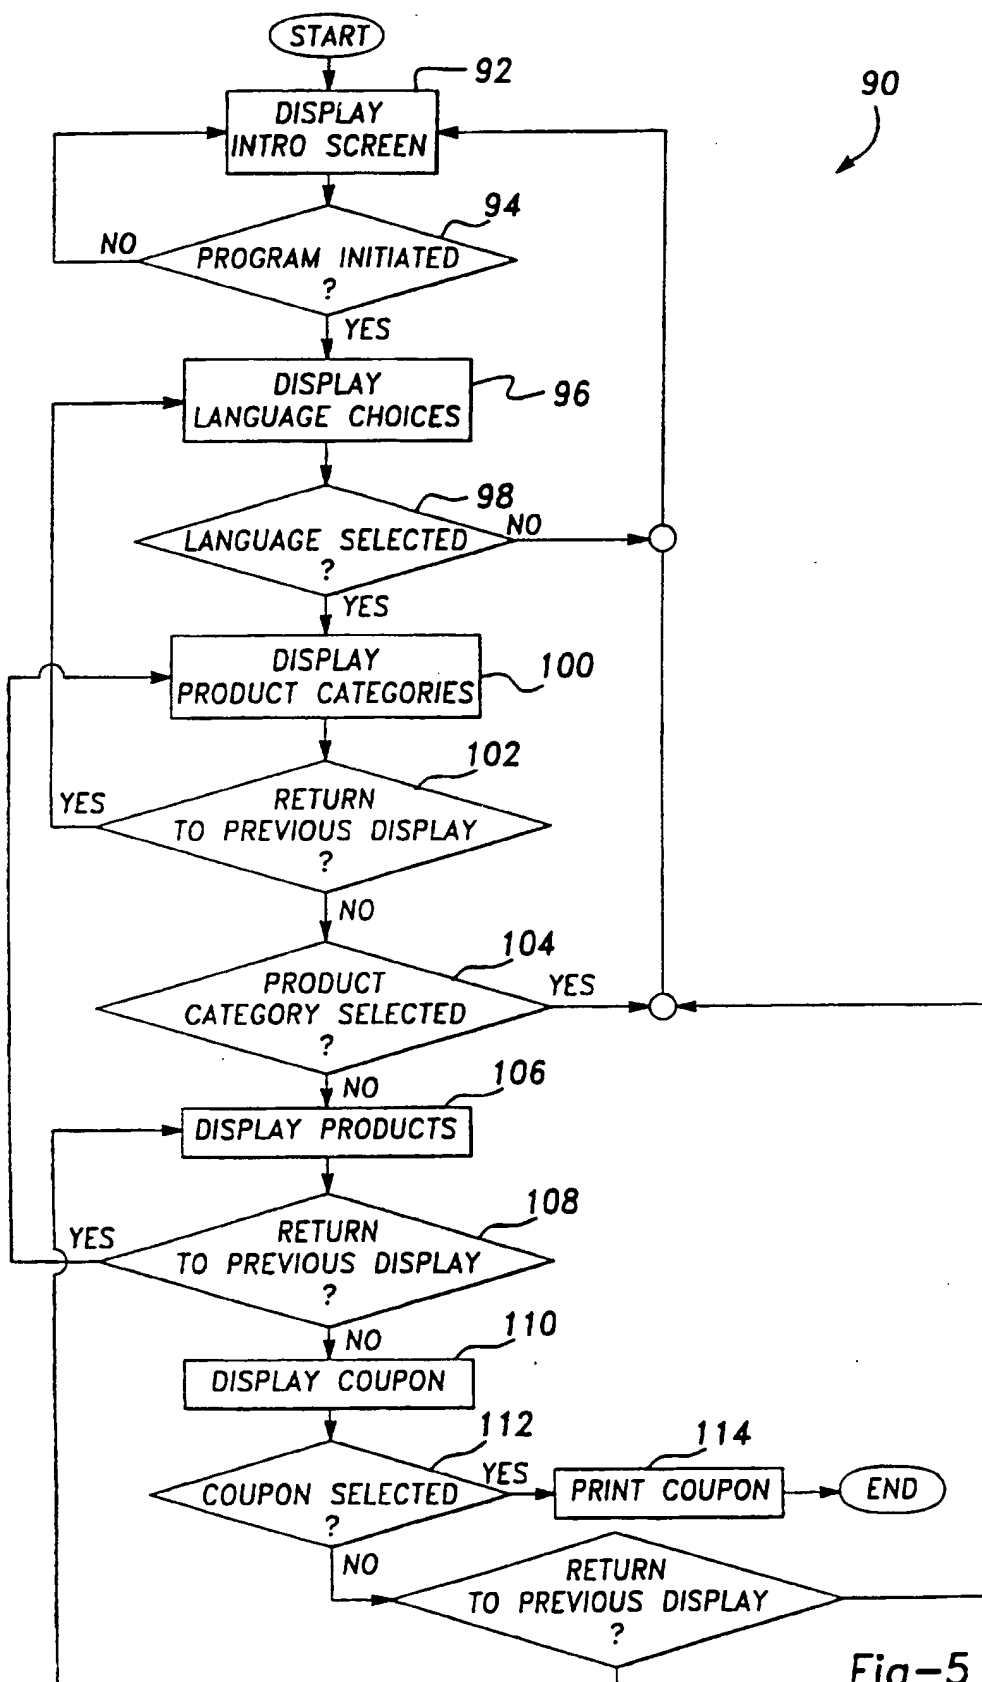 START
92
90
DISPLAY
INTRO SCREEN
94
NO
PROGRAM INITIATED
?
YES
DISPLAY
LANGUAGE CHOICES
96
98
LANGUAGE SELECTED
?
NO
YES
DISPLAY
PRODUCT CATEGORIES
100
102
YES
RETURN
TO PREVIOUS DISPLAY
?
NO
104
PRODUCT
CATEGORY SELECTED
?
YES
NO
106
DISPLAY PRODUCTS
108
YES
RETURN
TO PREVIOUS DISPLAY
?
NO
110
DISPLAY COUPON
112
COUPON SELECTED
?
YES
114
PRINT COUPON
END
NO
RETURN
TO PREVIOUS DISPLAY
?
Fig-5